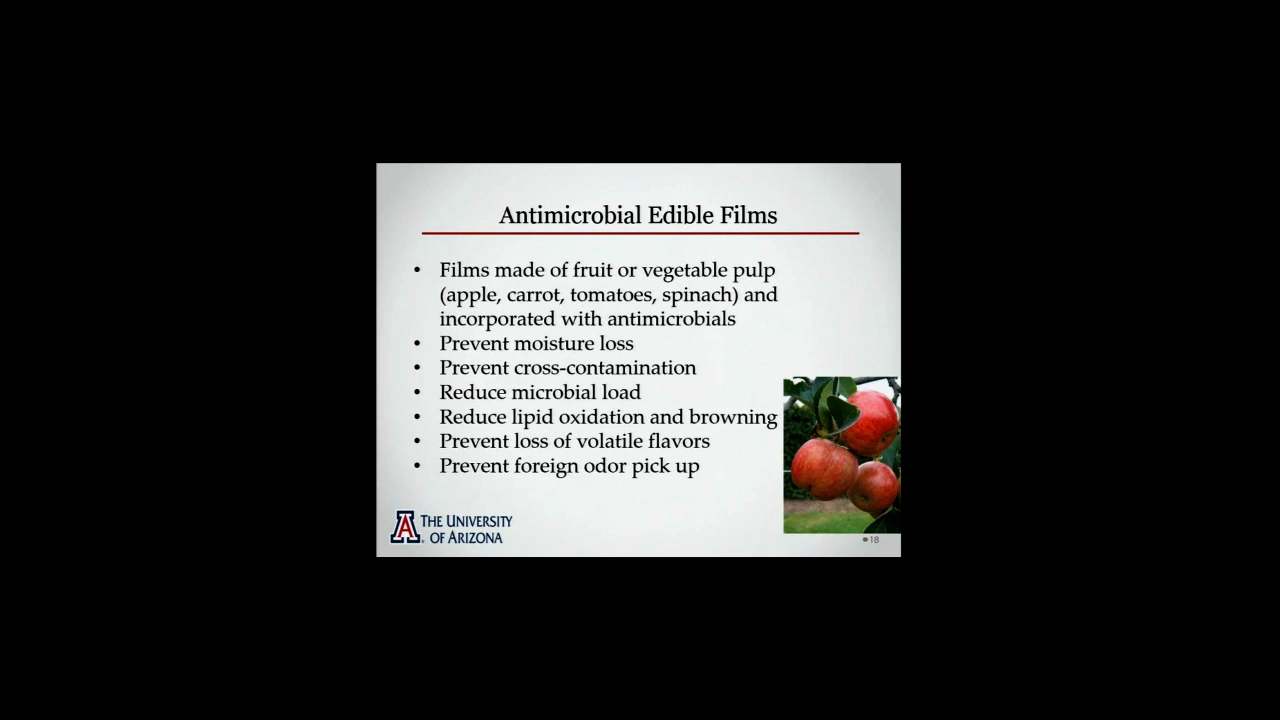 Antimicrobial Edible Films
• Films made of fruit or vegetable pulp
(apple, carrot, tomatoes, spinach) and
incorporated with antimicrobials
• Prevent moisture loss
• Prevent cross-contamination
• Reduce microbial load
• Reduce lipid oxidation and browning
• Prevent loss of volatile flavors
• Prevent foreign odor pick up
A
THE UNIVERSITY
OF ARIZONA
•18